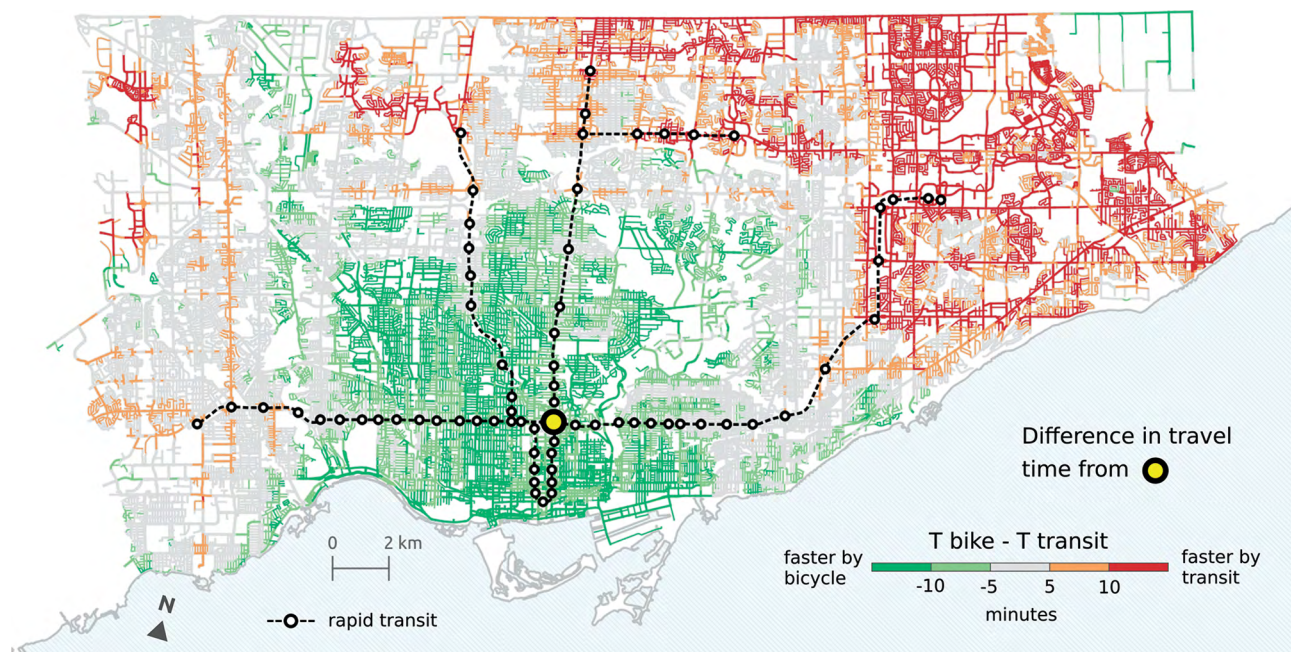 Difference in travel
time from
0 2 km
T bike - T transit
faster by
bicycle
faster by
transit
-10 -5 5 10
minutes
N
rapid transit